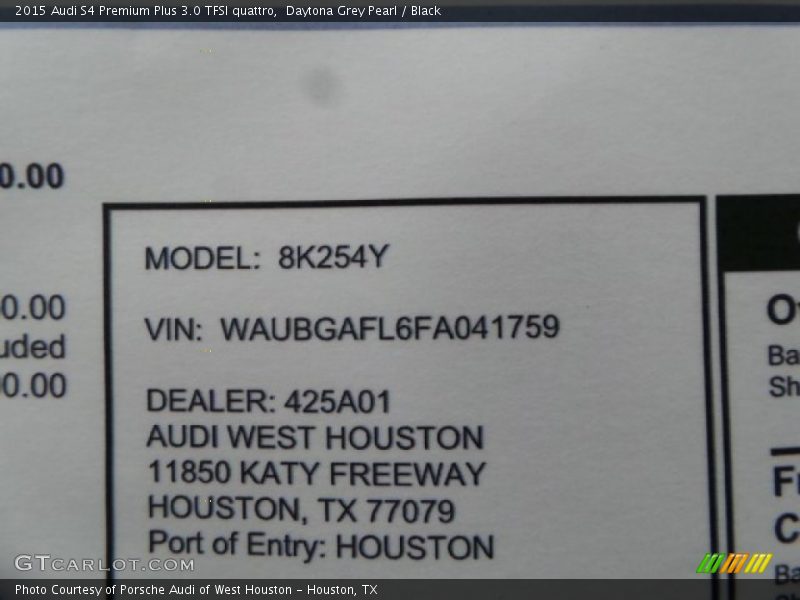 2015 Audi S4 Premium Plus 3.0 TFSI quattro,  Daytona Grey Pearl / Black
0.00
MODEL:  8K254Y
0.00
uded
0.00
VIN:  WAUBGAFL6FA041759
DEALER: 425A01
AUDI WEST HOUSTON
11850 KATY FREEWAY
HOUSTON, TX 77079
Port of Entry: HOUSTON
Ba
Sh
GTCARLOT.COM
Photo Courtesy of Porsche Audi of West Houston – Houston, TX